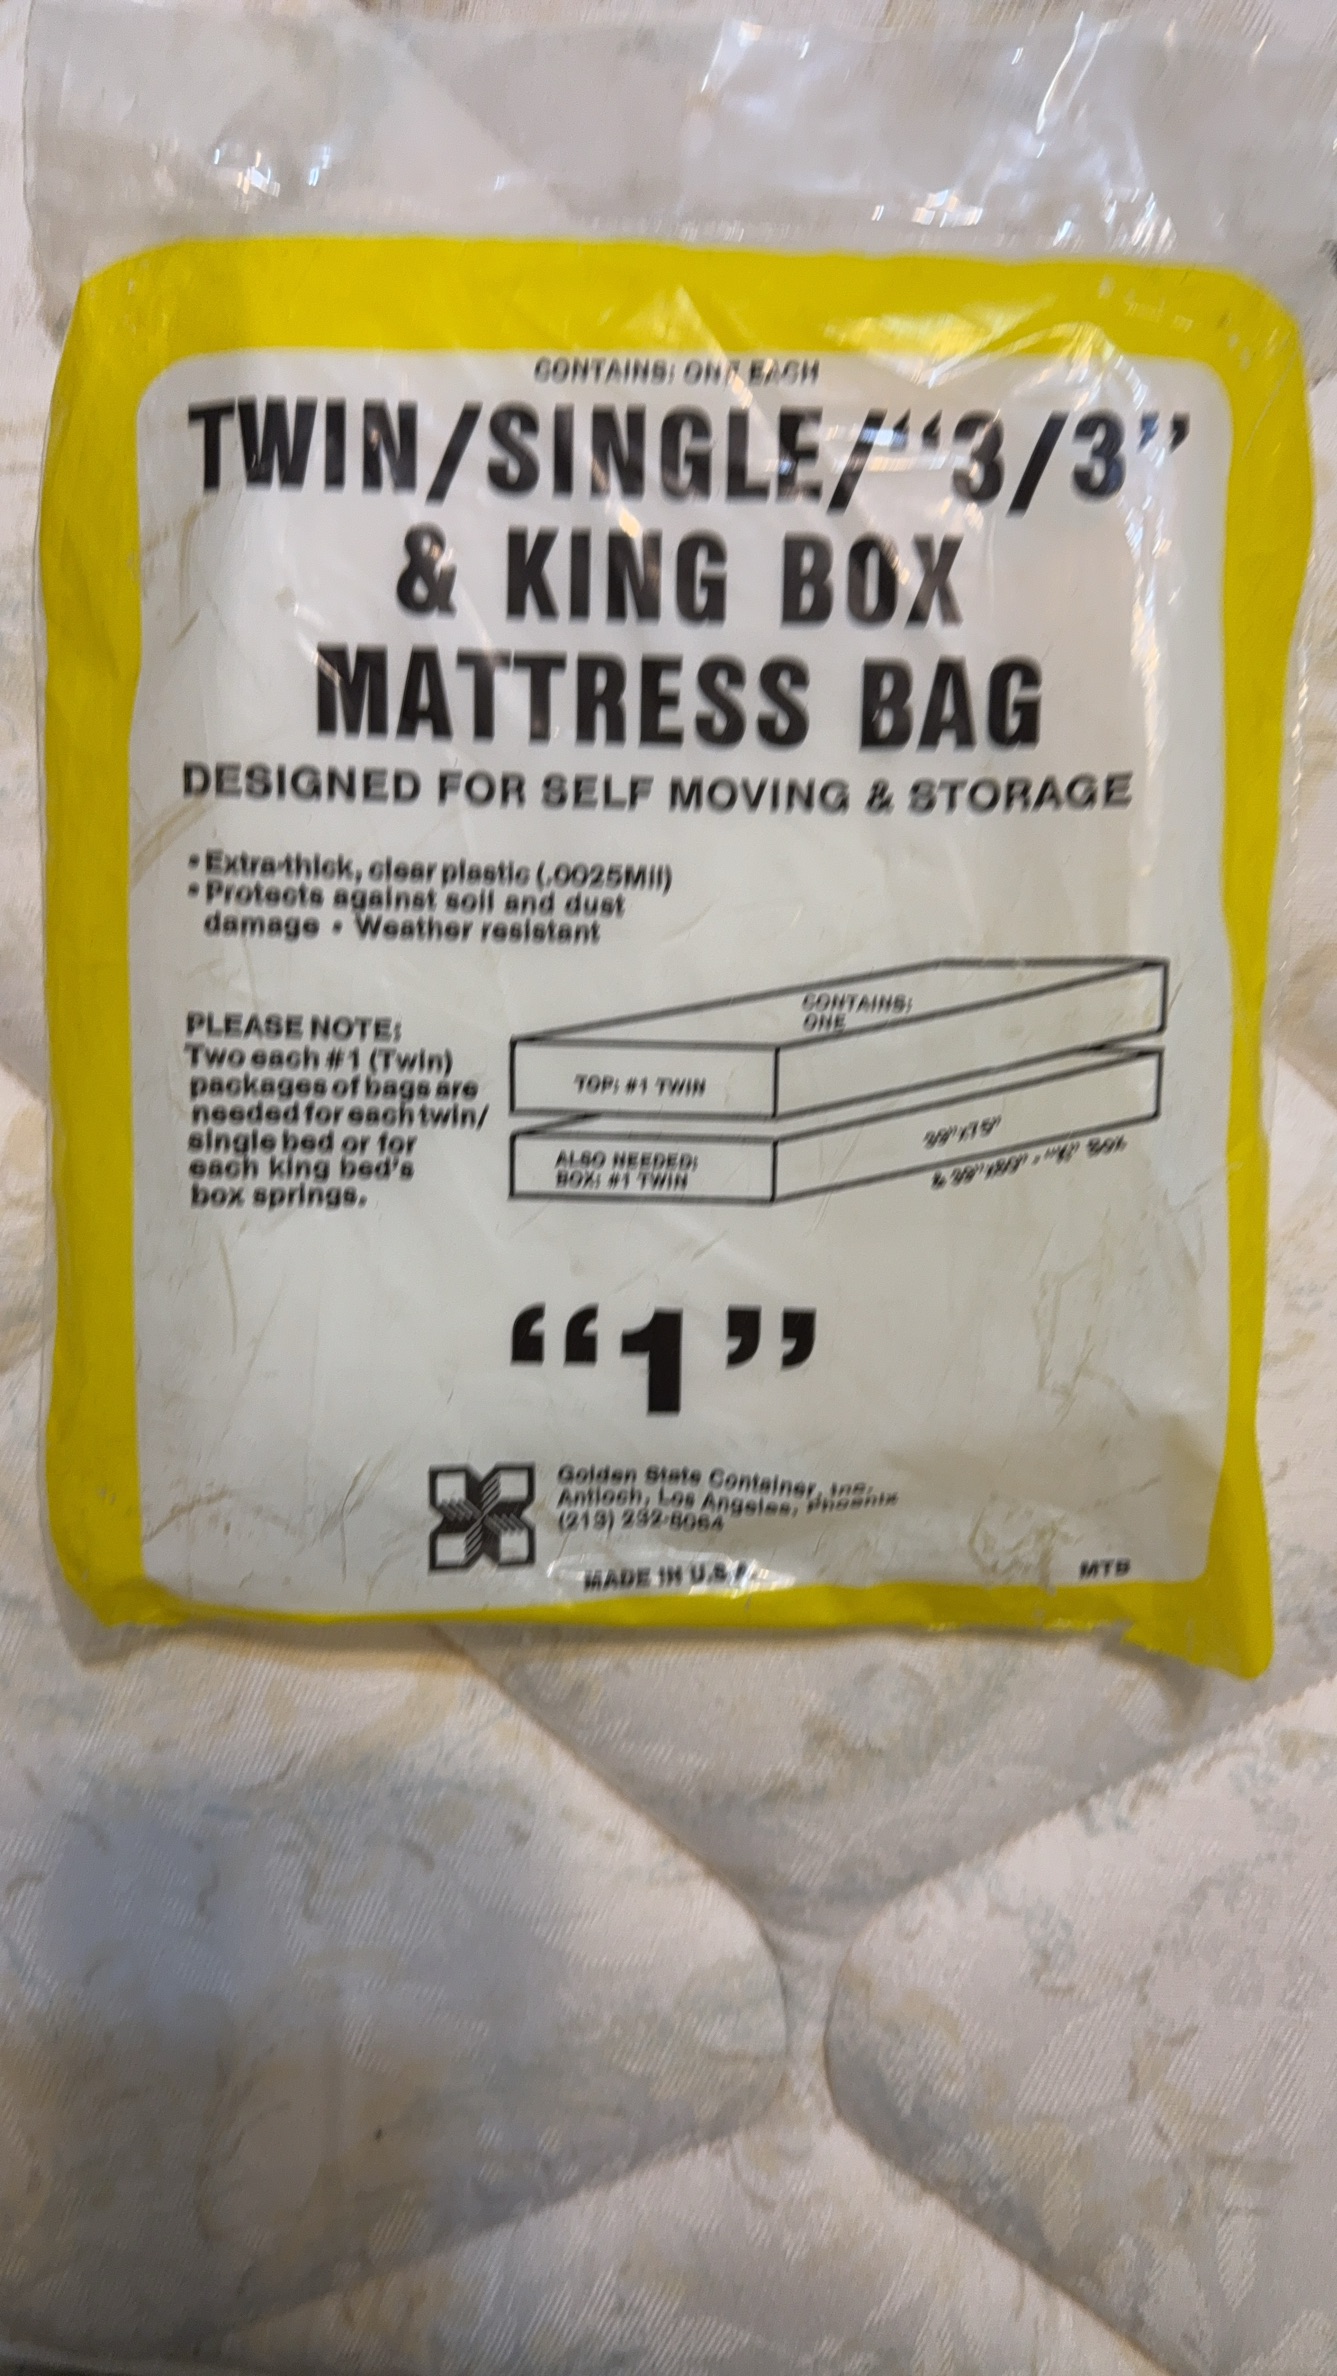 CONTAINS: ONE EACH
TWIN/SINGLE/“3/3”
& KING BOX
MATTRESS BAG
DESIGNED FOR SELF MOVING & STORAGE
• Extra-thick, clear plastic (.0025Mil)
• Protects against soil and dust
damage • Weather resistant
PLEASE NOTE:
Two each #1 (Twin)
packages of bags are
needed for each twin/
single bed or for
each king bed's
box springs.
CONTAINS:
ONE
TOP: #1 TWIN
ALSO NEEDED:
BOX: #1 TWIN
39"x75"
BOX
“1”
Golden State Container, Inc.
Antioch, Los Angeles, Phoenix
(213) 232-8064
MADE IN U.S.A.
MTB